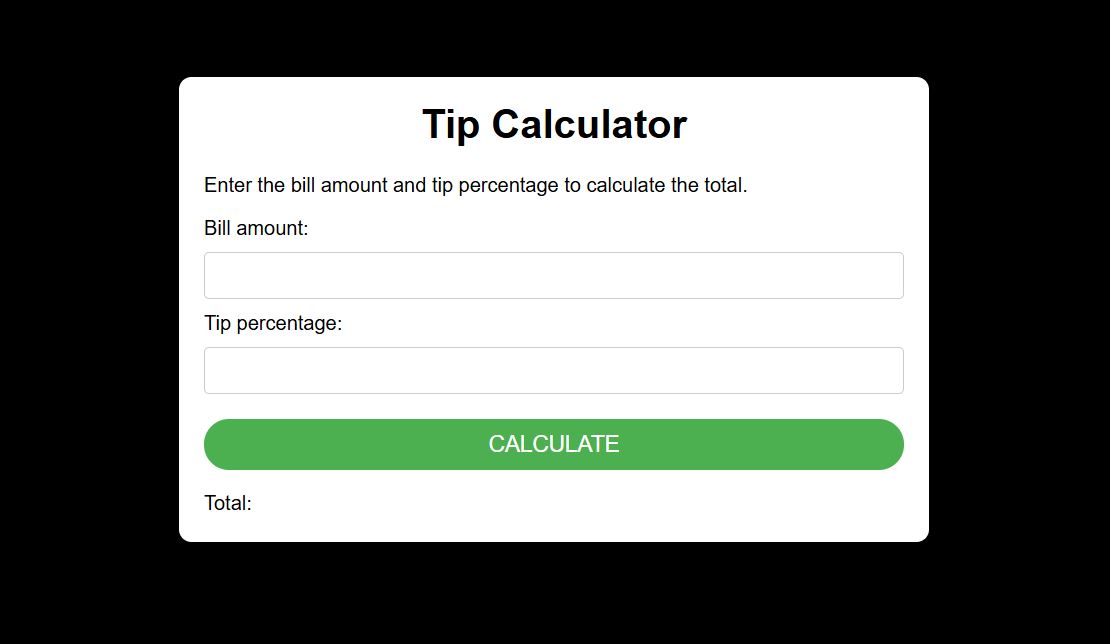 Tip Calculator
Enter the bill amount and tip percentage to calculate the total.
Bill amount:
Tip percentage:
CALCULATE
Total: